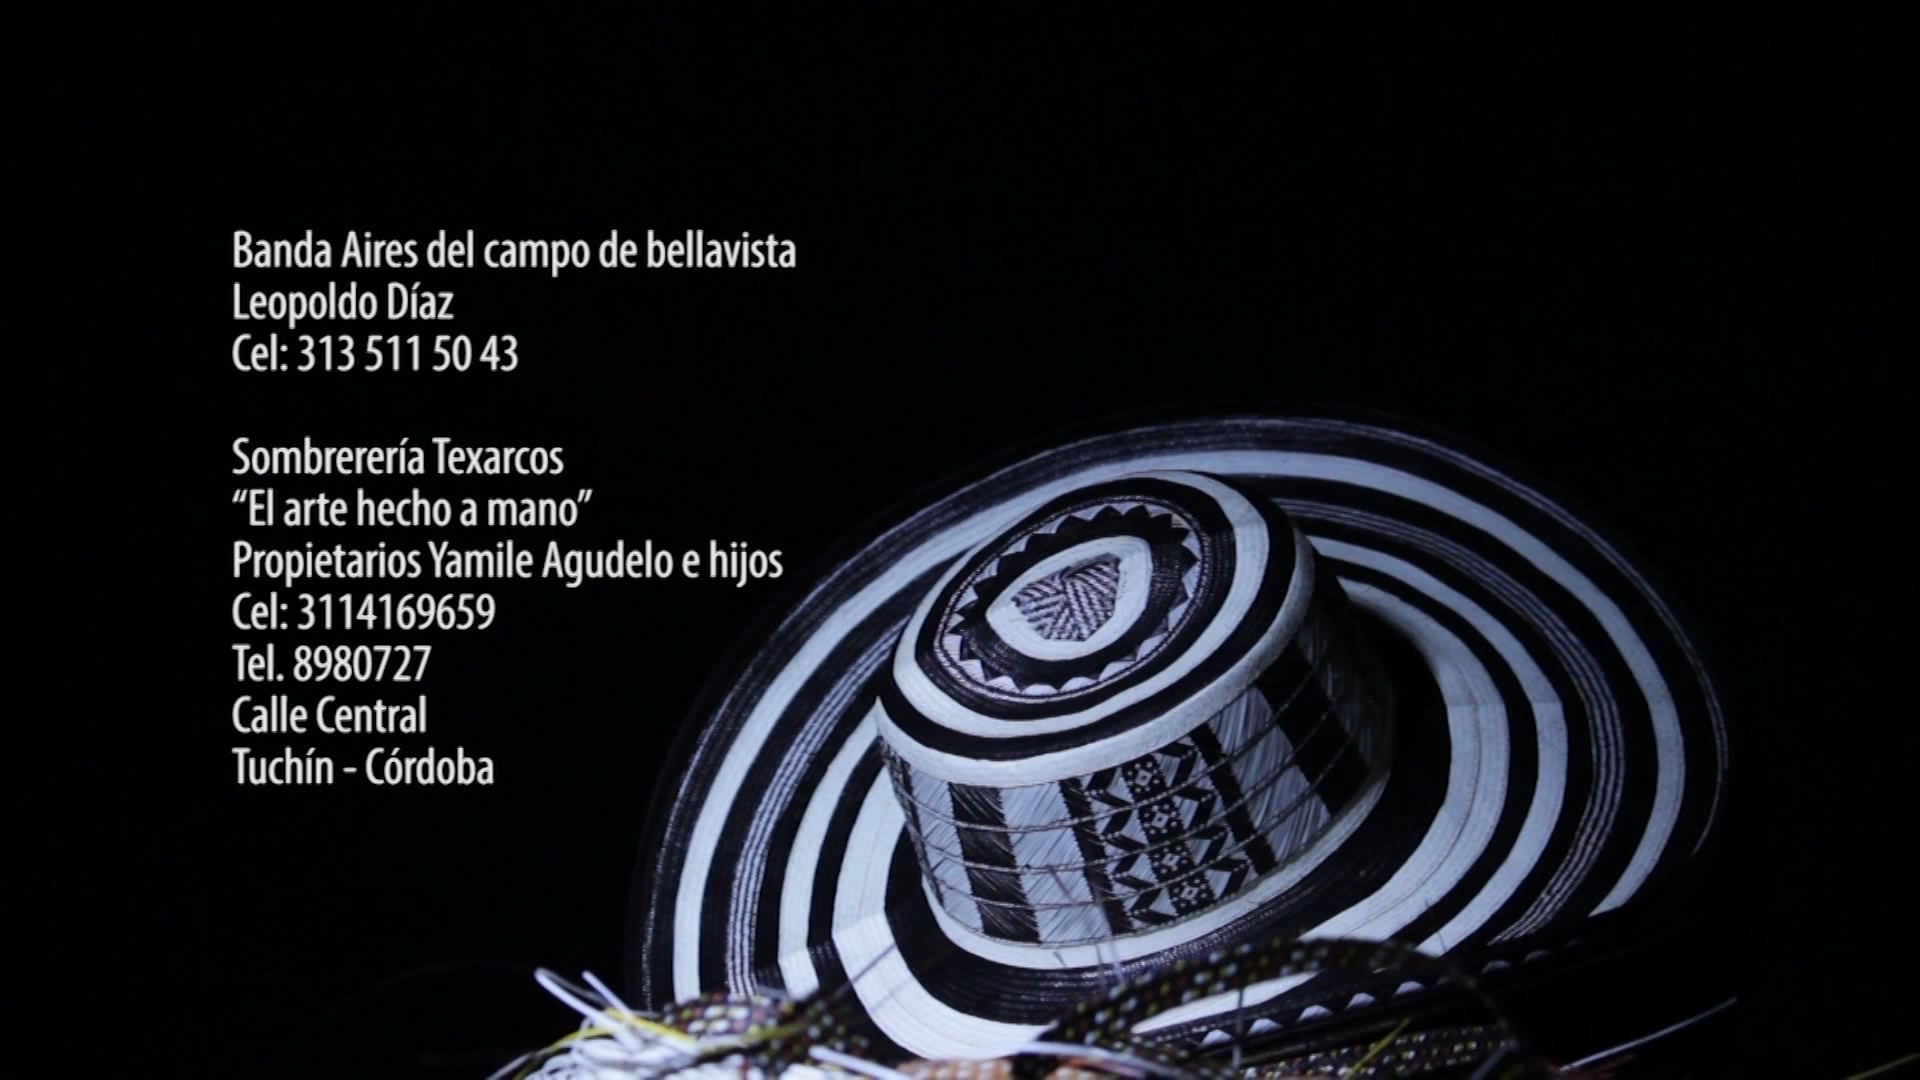 Banda Aires del campo de bellavista
Leopoldo Díaz
Cel: 313 511 50 43
Sombrerería Texarcos
“El arte hecho a mano”
Propietarios Yamile Agudelo e hijos
Cel: 3114169659
Tel. 8980727
Calle Central
Tuchín - Córdoba